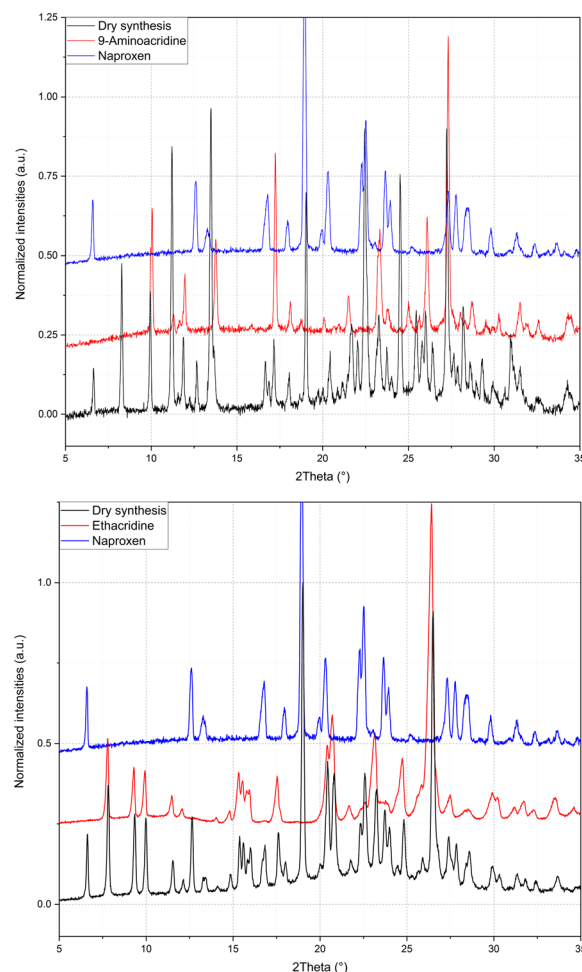 Dry synthesis
9-Aminoacridine
Naproxen
Normalized intensities (a.u.)
1.25
1.00
0.75
0.50
0.25
0.00
5 10 15 20 25 30 35
2Theta (°)
Dry synthesis
Ethacridine
Naproxen
Normalized intensities (a.u.)
1.0
0.5
0.0
5 10 15 20 25 30 35
2Theta (°)